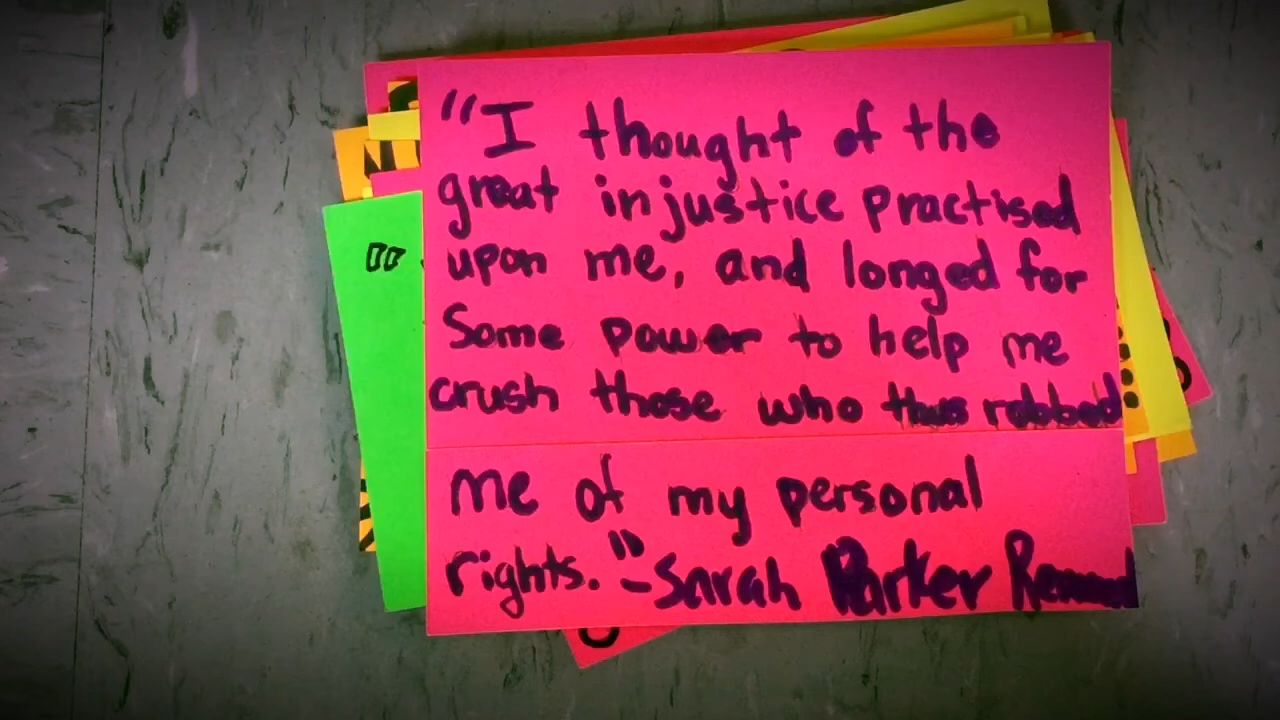 "I thought of the
great injustice practised
upon me, and longed for
Some power to help me
crush those who thus robbed
me of my personal
rights." -Sarah Parker Remond